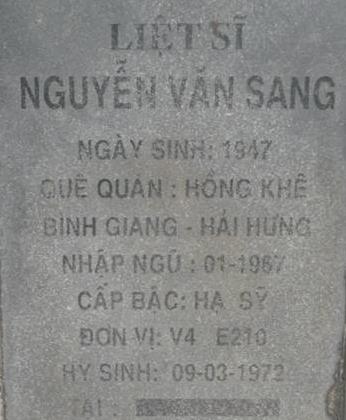 LIỆT SĨ
NGUYỄN VĂN SANG
NGÀY SINH: 1947
QUÊ QUÁN : HỒNG KHÊ
BÌNH GIANG - HẢI HƯNG
NHẬP NGŨ : 01-1967
CẤP BẬC: HẠ SỸ
ĐƠN VỊ: V4 E210
HY SINH: 09-03-1972
TẠI :